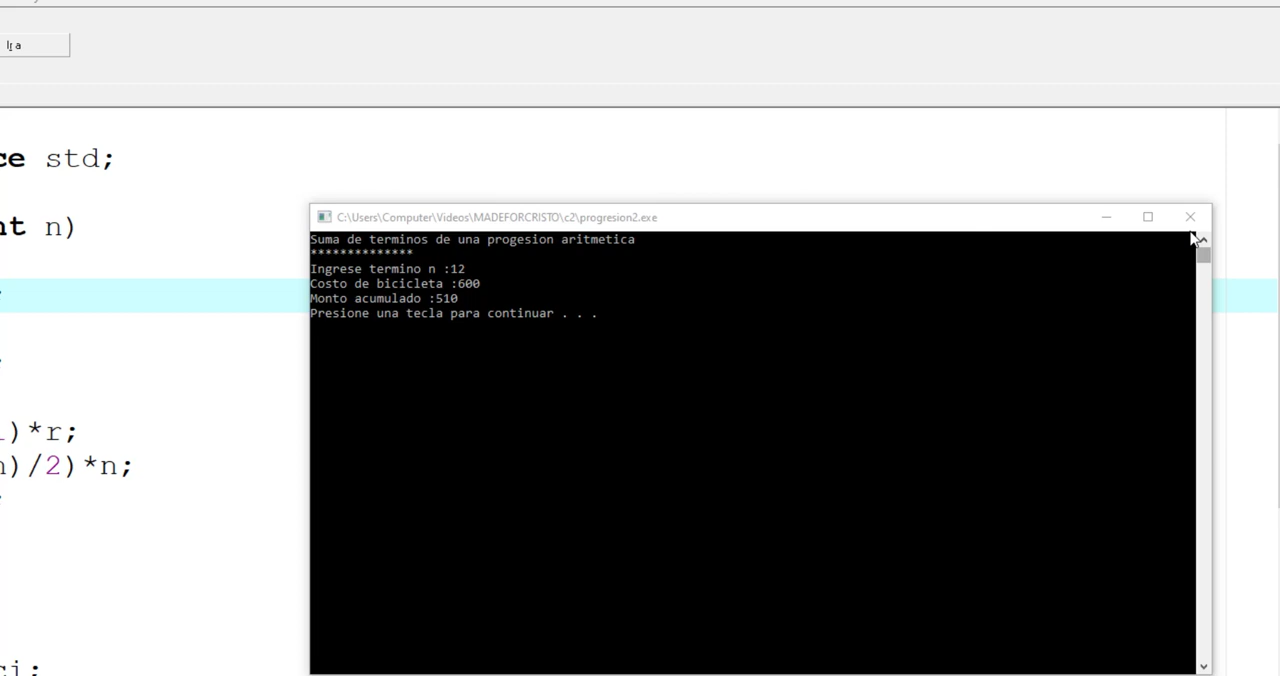 Ir a
ce std;
nt n)
;
;
)*r;
)/2)*n;
;
ci;
C:\Users\Computer\Videos\MADEFORCRISTO\c2\progresion2.exe
Suma de terminos de una progesion aritmetica
**************
Ingrese termino n :12
Costo de bicicleta :600
Monto acumulado :510
Presione una tecla para continuar . . .